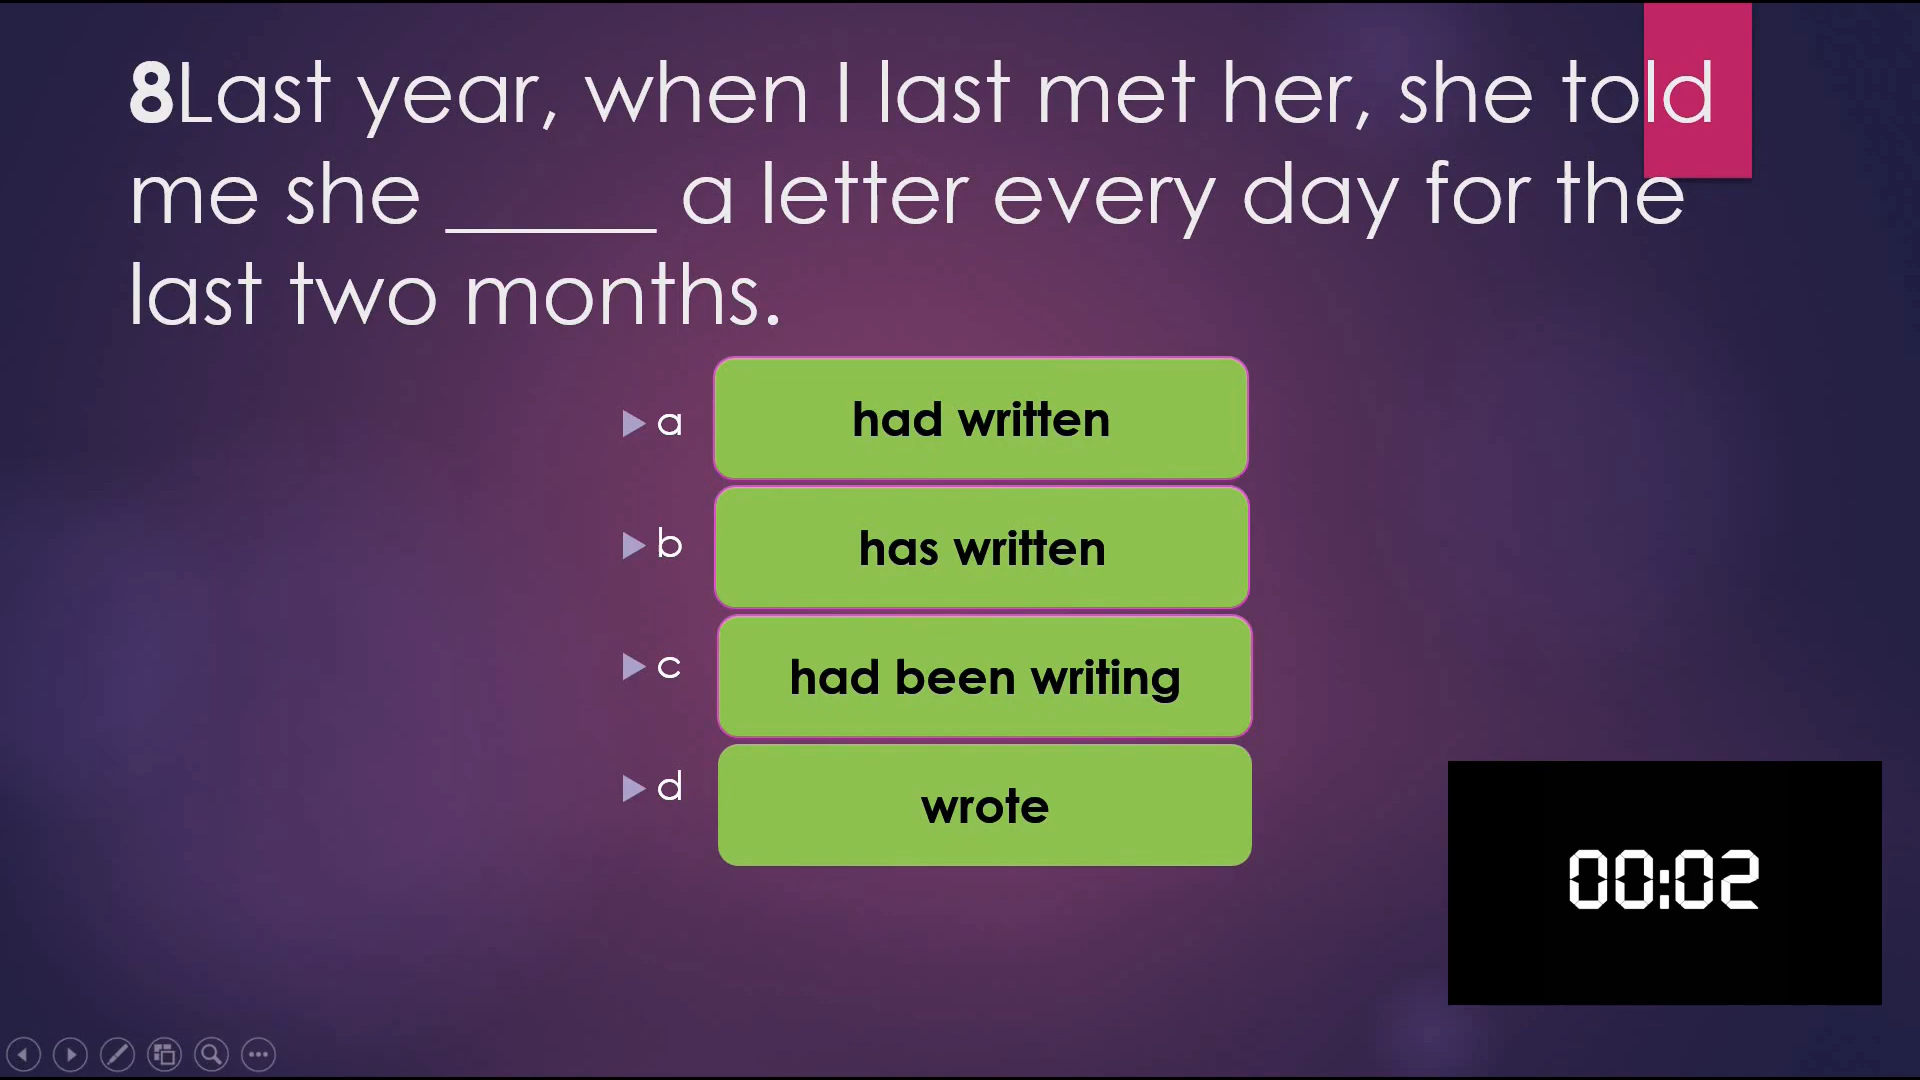 8Last year, when I last met her, she told
me she _____ a letter every day for the
last two months.
a
had written
b
has written
c
had been writing
d
wrote
00:02